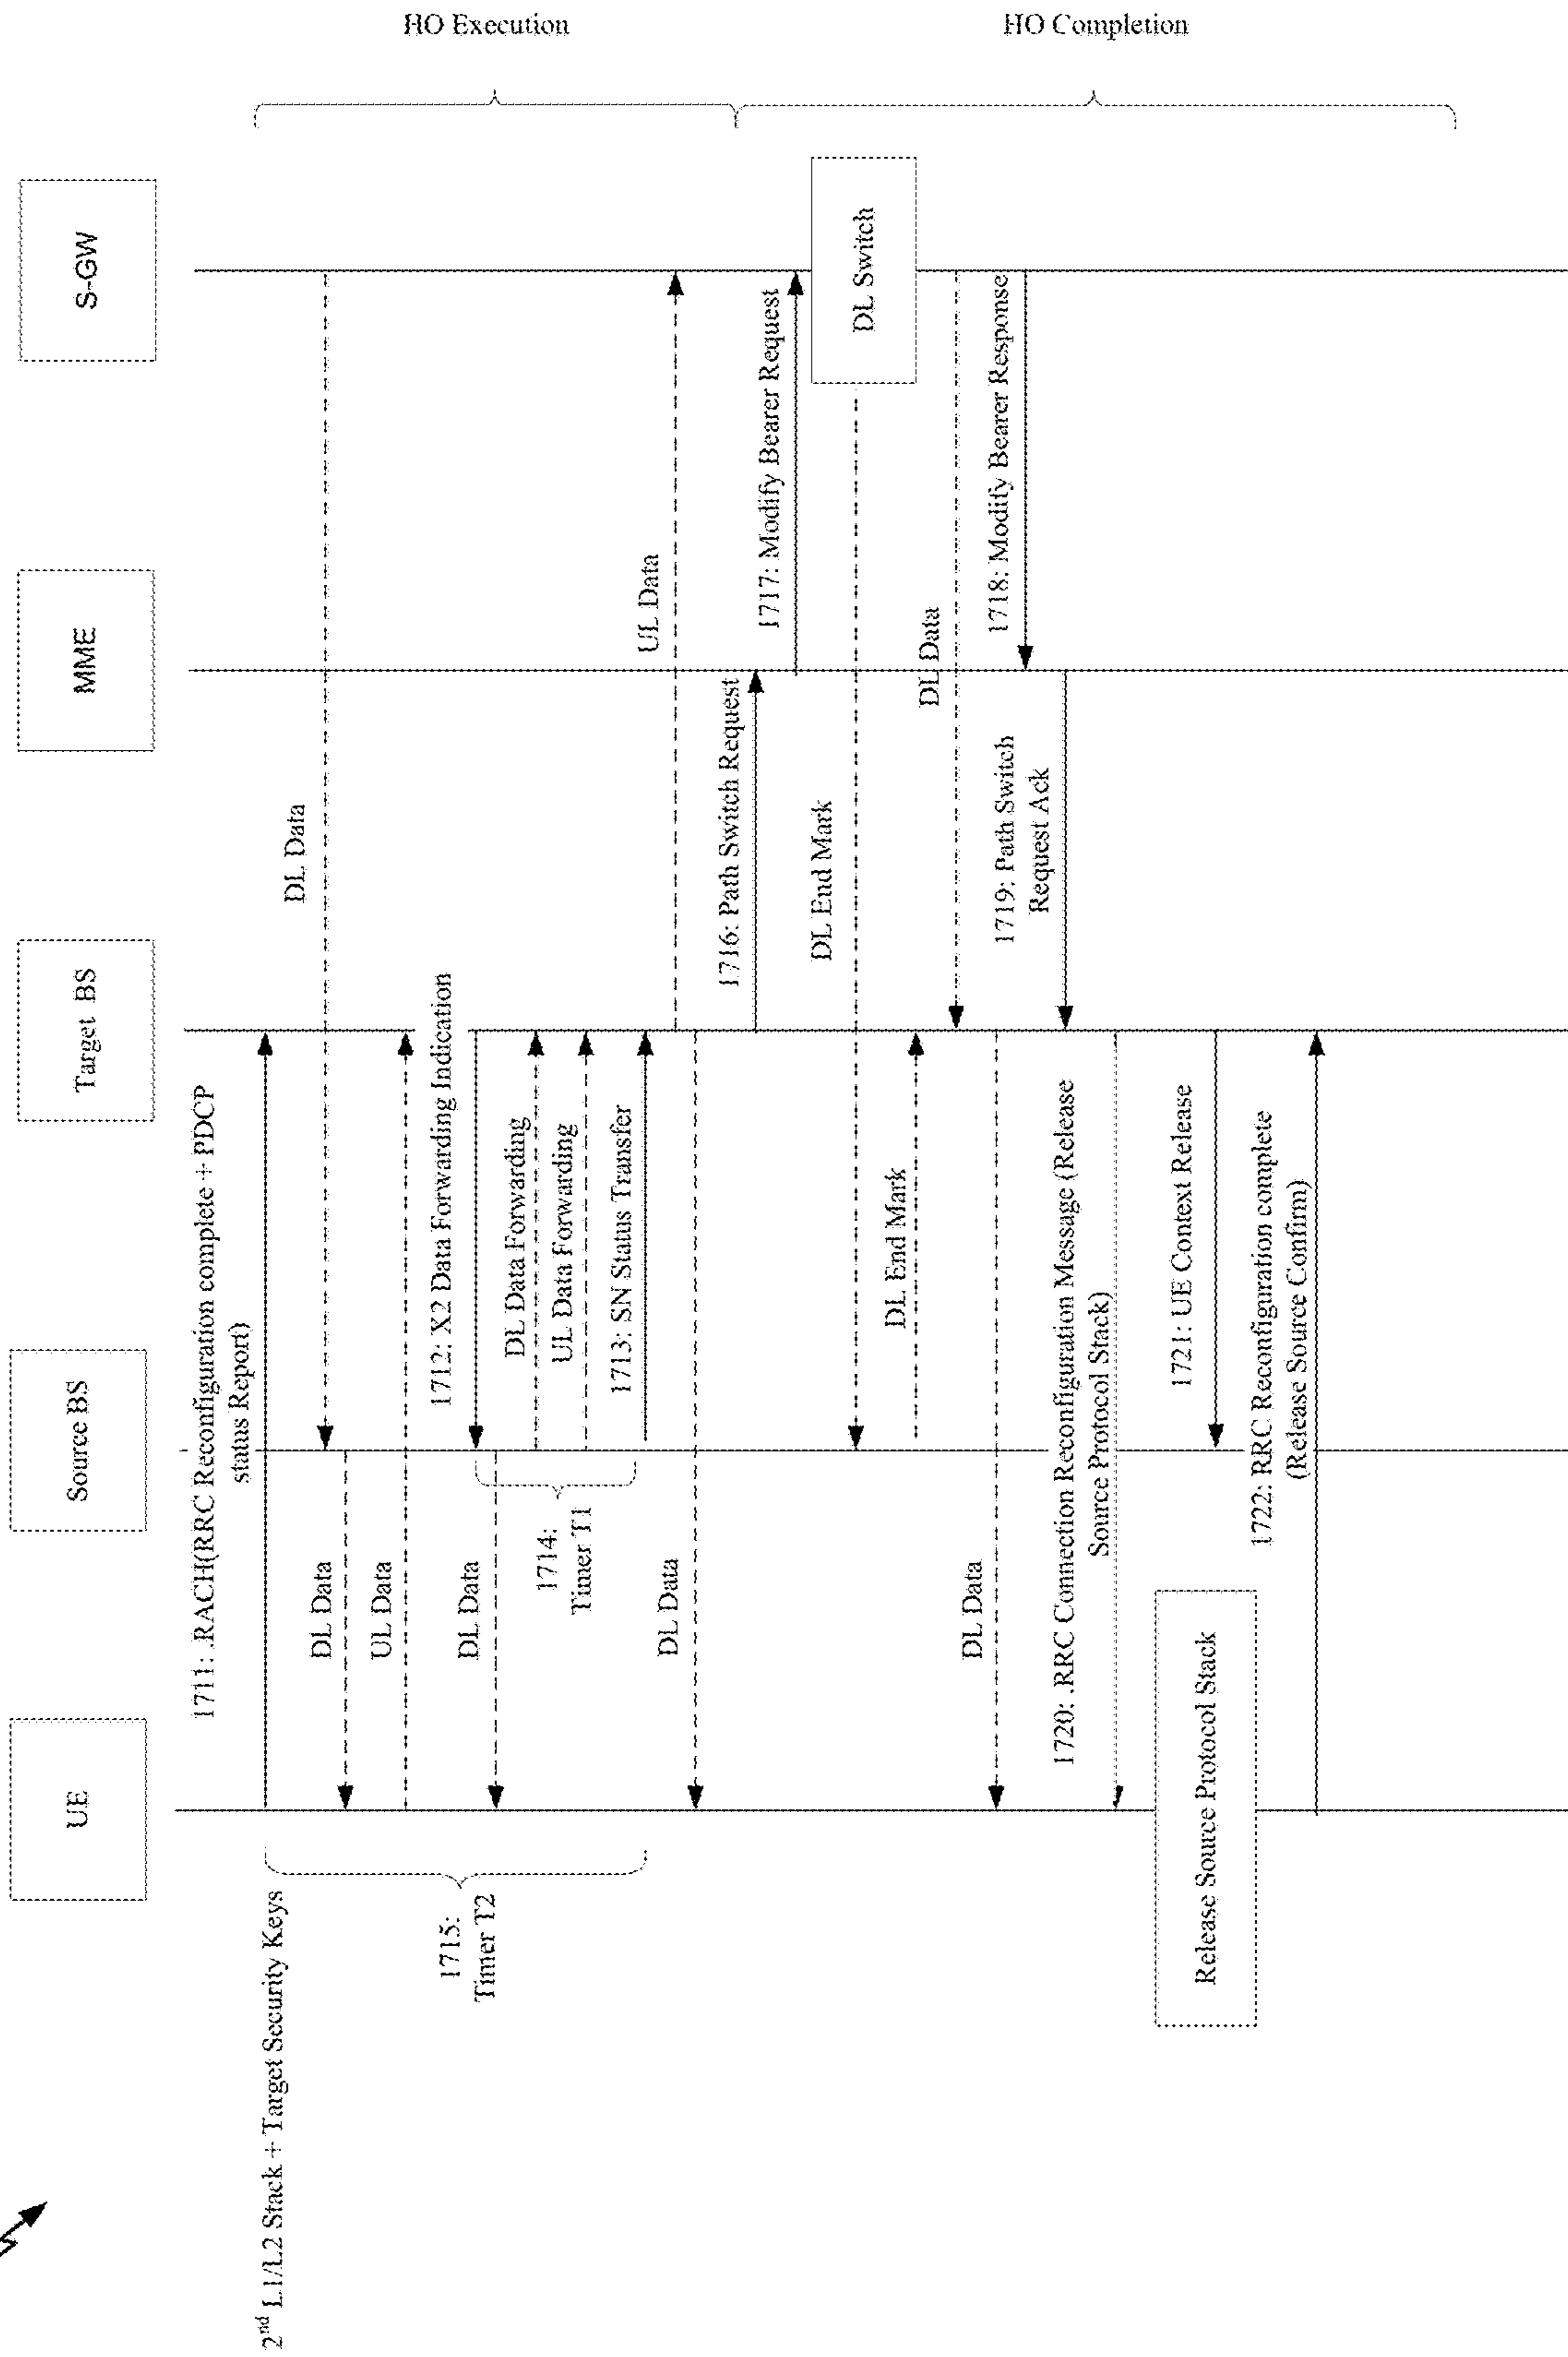 UE
Source BS
Target BS
MME
S-GW
2nd L1/L2 Stack + Target Security Keys
1711: .RACH(RRC Reconfiguration complete + PDCP
status Report)
DL Data
DL Data
UL Data
1712: X2 Data Forwarding Indication
DL Data
DL Data Forwarding
UL Data Forwarding
1713: SN Status Transfer
1714:
Timer T1
1715:
Timer T2
UL Data
DL Data
1716: Path Switch Request
1717: Modify Bearer Request
DL Switch
DL End Mark
DL End Mark
DL Data
DL Data
1718: Modify Bearer Response
1719: Path Switch
Request Ack
1720: .RRC Connection Reconfiguration Message (Release
Source Protocol Stack)
Release Source Protocol Stack
1721: UE Context Release
1722: RRC Reconfiguration complete
(Release Source Confirm)
HO Execution
HO Completion